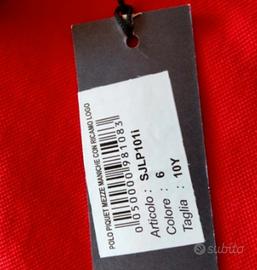 POLO PIQUET MEZZE MANICHE CON RICAMO LOGO
0050000981083
SJLP101i
Articolo :
Colore : 6
Taglia : 10Y
subito